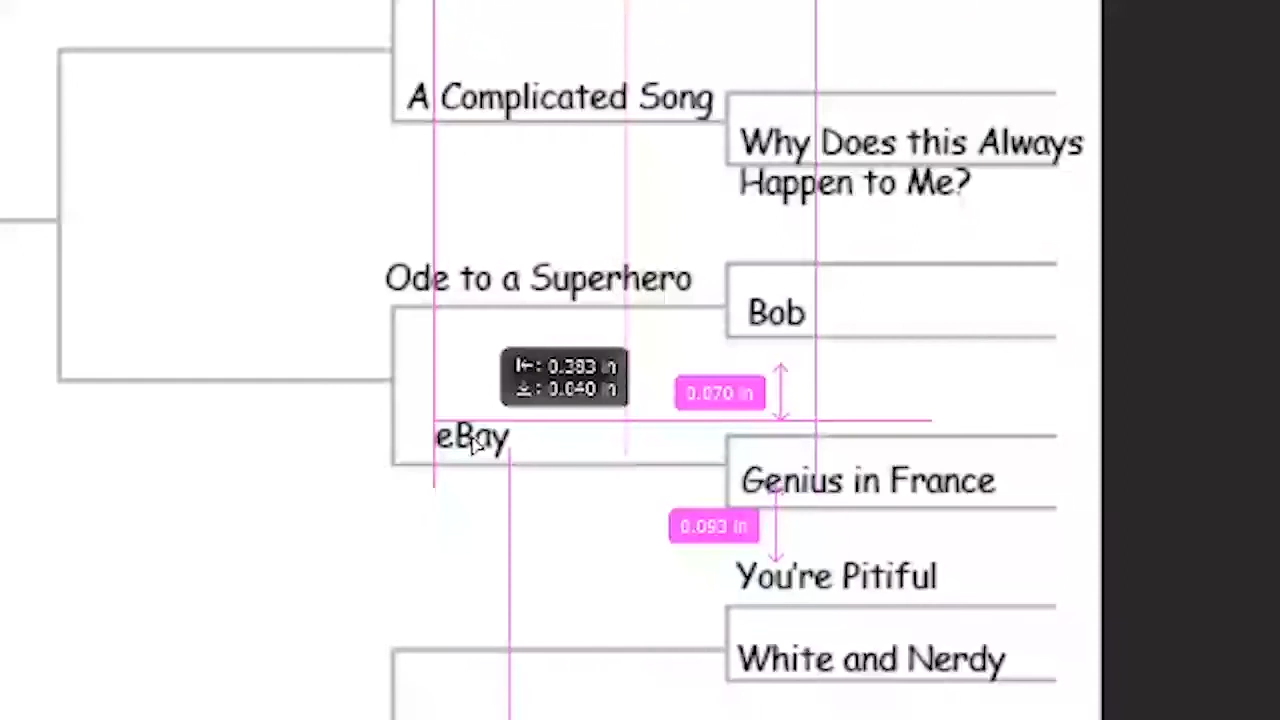 A Complicated Song
Why Does this Always
Happen to Me?
Ode to a Superhero
Bob
0.383 in
0.040 in
0.070 in
eBay
Genius in France
0.093 in
You're Pitiful
White and Nerdy